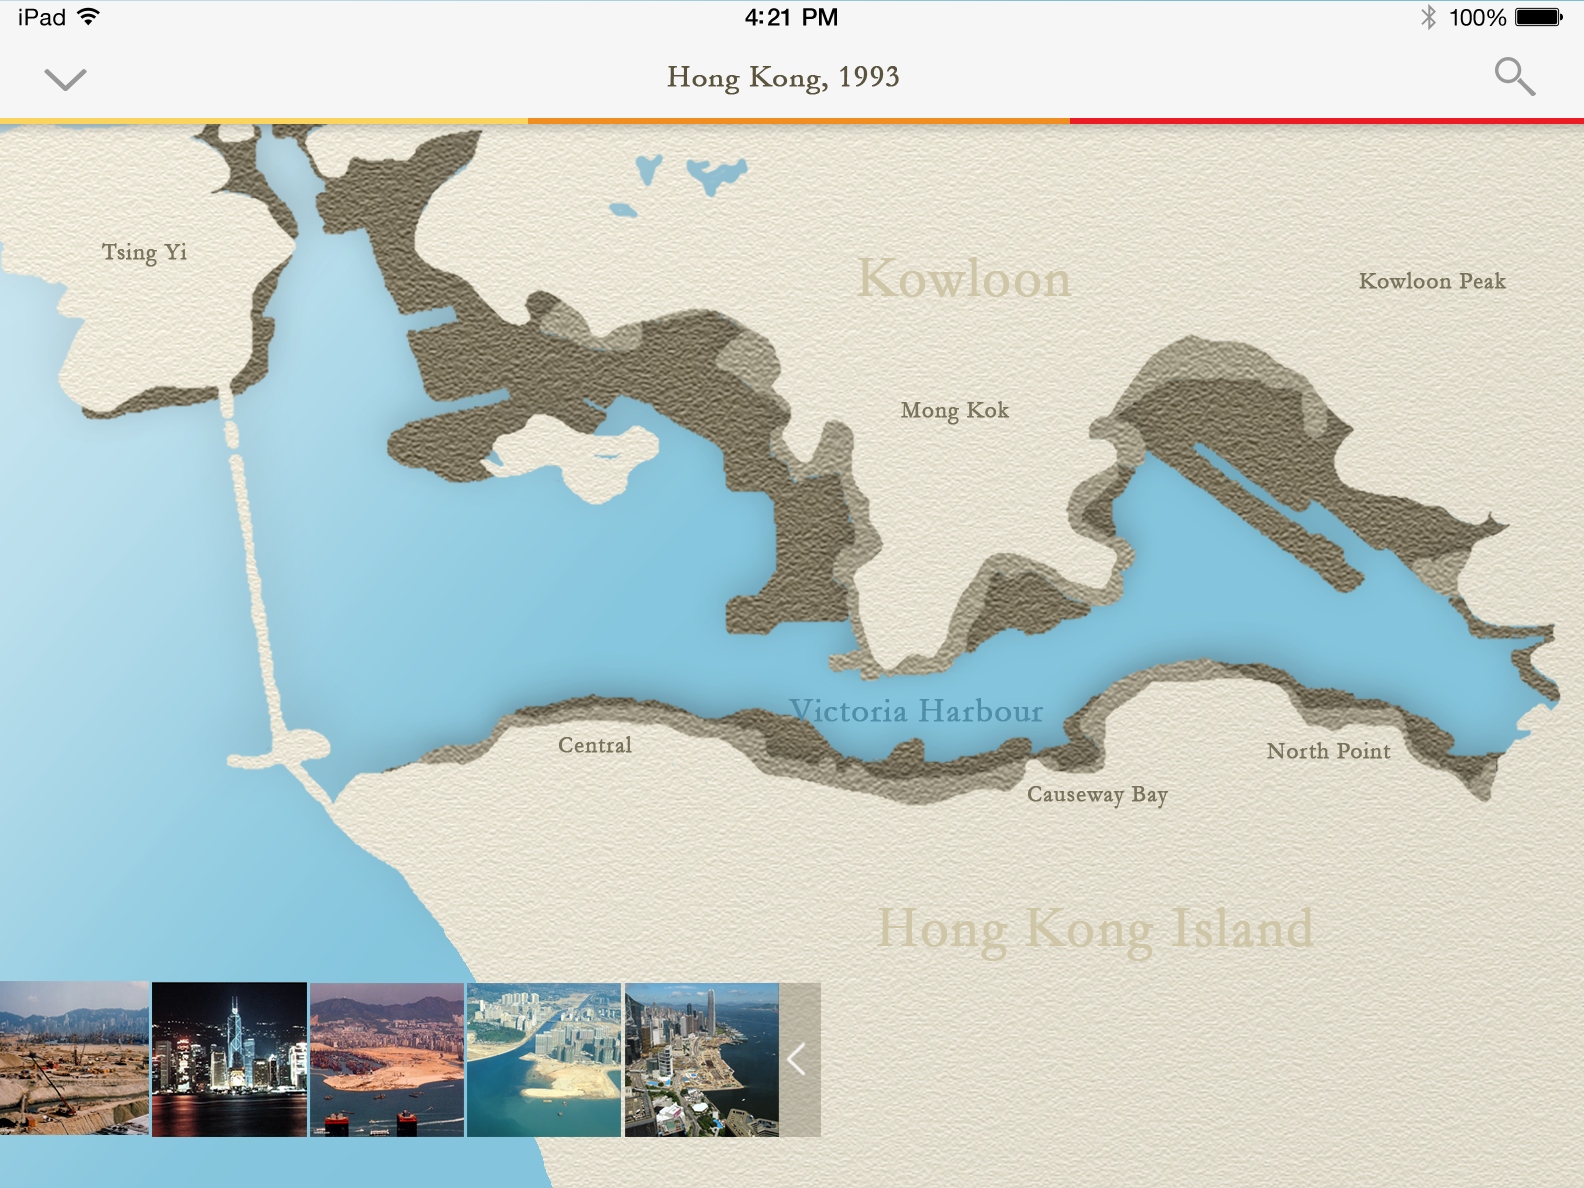 iPad 4:21 PM 100%
Hong Kong, 1993
Tsing Yi
Kowloon
Kowloon Peak
Mong Kok
Victoria Harbour
Central
North Point
Causeway Bay
Hong Kong Island